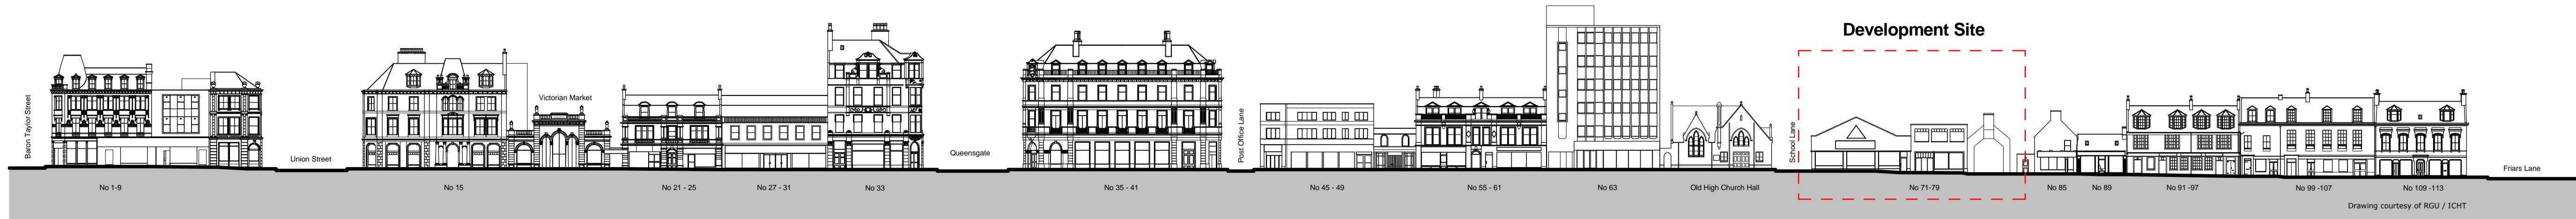 Development Site
Baron Taylor Street
Union Street
Victorian Market
Queensgate
Post Office Lane
School Lane
Friars Lane
No 1-9
No 15
No 21 - 25
No 27 - 31
No 33
No 35 - 41
No 45 - 49
No 55 - 61
No 63
Old High Church Hall
No 71-79
No 85
No 89
No 91 -97
No 99 -107
No 109 -113
Drawing courtesy of RGU / ICHT